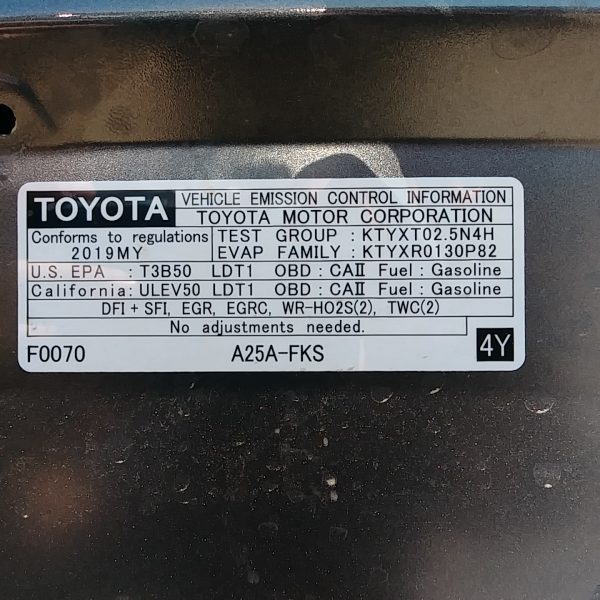 TOYOTA VEHICLE EMISSION CONTROL INFORMATION
TOYOTA MOTOR CORPORATION
Conforms to regulations TEST GROUP : KTYXT02.5N4H
2019MY EVAP FAMILY : KTYXR0130P82
U.S. EPA : T3B50 LDT1 OBD : CAⅡ Fuel : Gasoline
California: ULEV50 LDT1 OBD : CAⅡ Fuel : Gasoline
DFI + SFI, EGR, EGRC, WR-HO2S(2), TWC(2)
No adjustments needed.
F0070 A25A-FKS 4Y